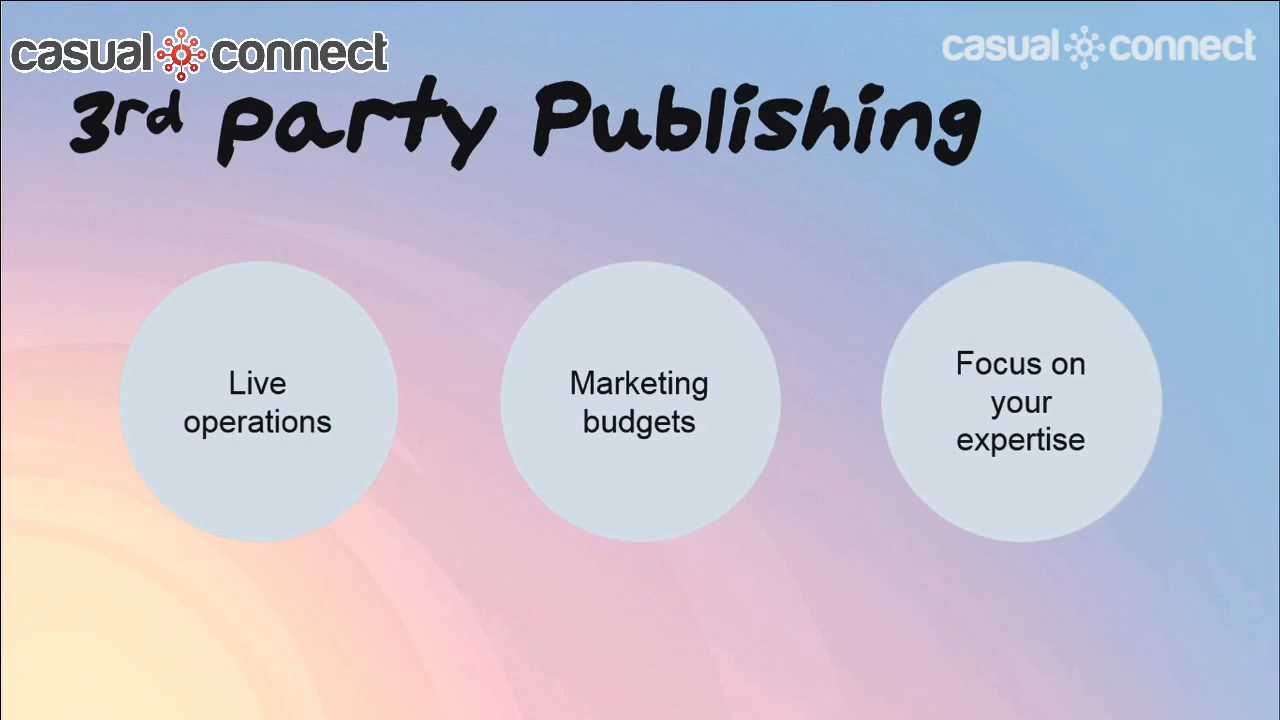 casual connect
casual connect
3rd party Publishing
Live
operations
Marketing
budgets
Focus on
your
expertise